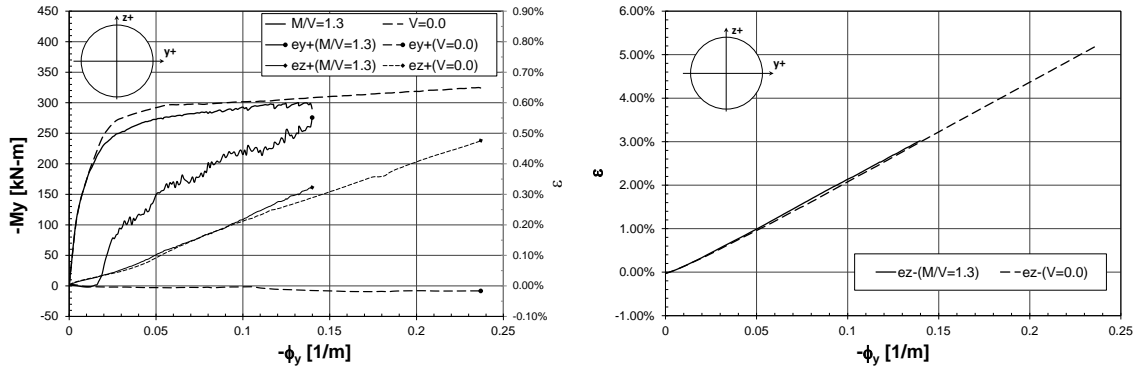 450
400
350
300
250
200
150
100
50
0
-50
-My [kN-m]
z+
y+
M/V=1.3
V=0.0
ey+(M/V=1.3)
ey+(V=0.0)
ez+(M/V=1.3)
ez+(V=0.0)
0.90%
0.80%
0.70%
0.60%
0.50%
0.40%
0.30%
0.20%
0.10%
0.00%
-0.10%
ε
0 0.05 0.1 0.15 0.2 0.25
-ϕy [1/m]
6.00%
5.00%
4.00%
3.00%
2.00%
1.00%
0.00%
-1.00%
ε
z+
y+
ez-(M/V=1.3)
ez-(V=0.0)
0 0.05 0.1 0.15 0.2 0.25
-ϕy [1/m]